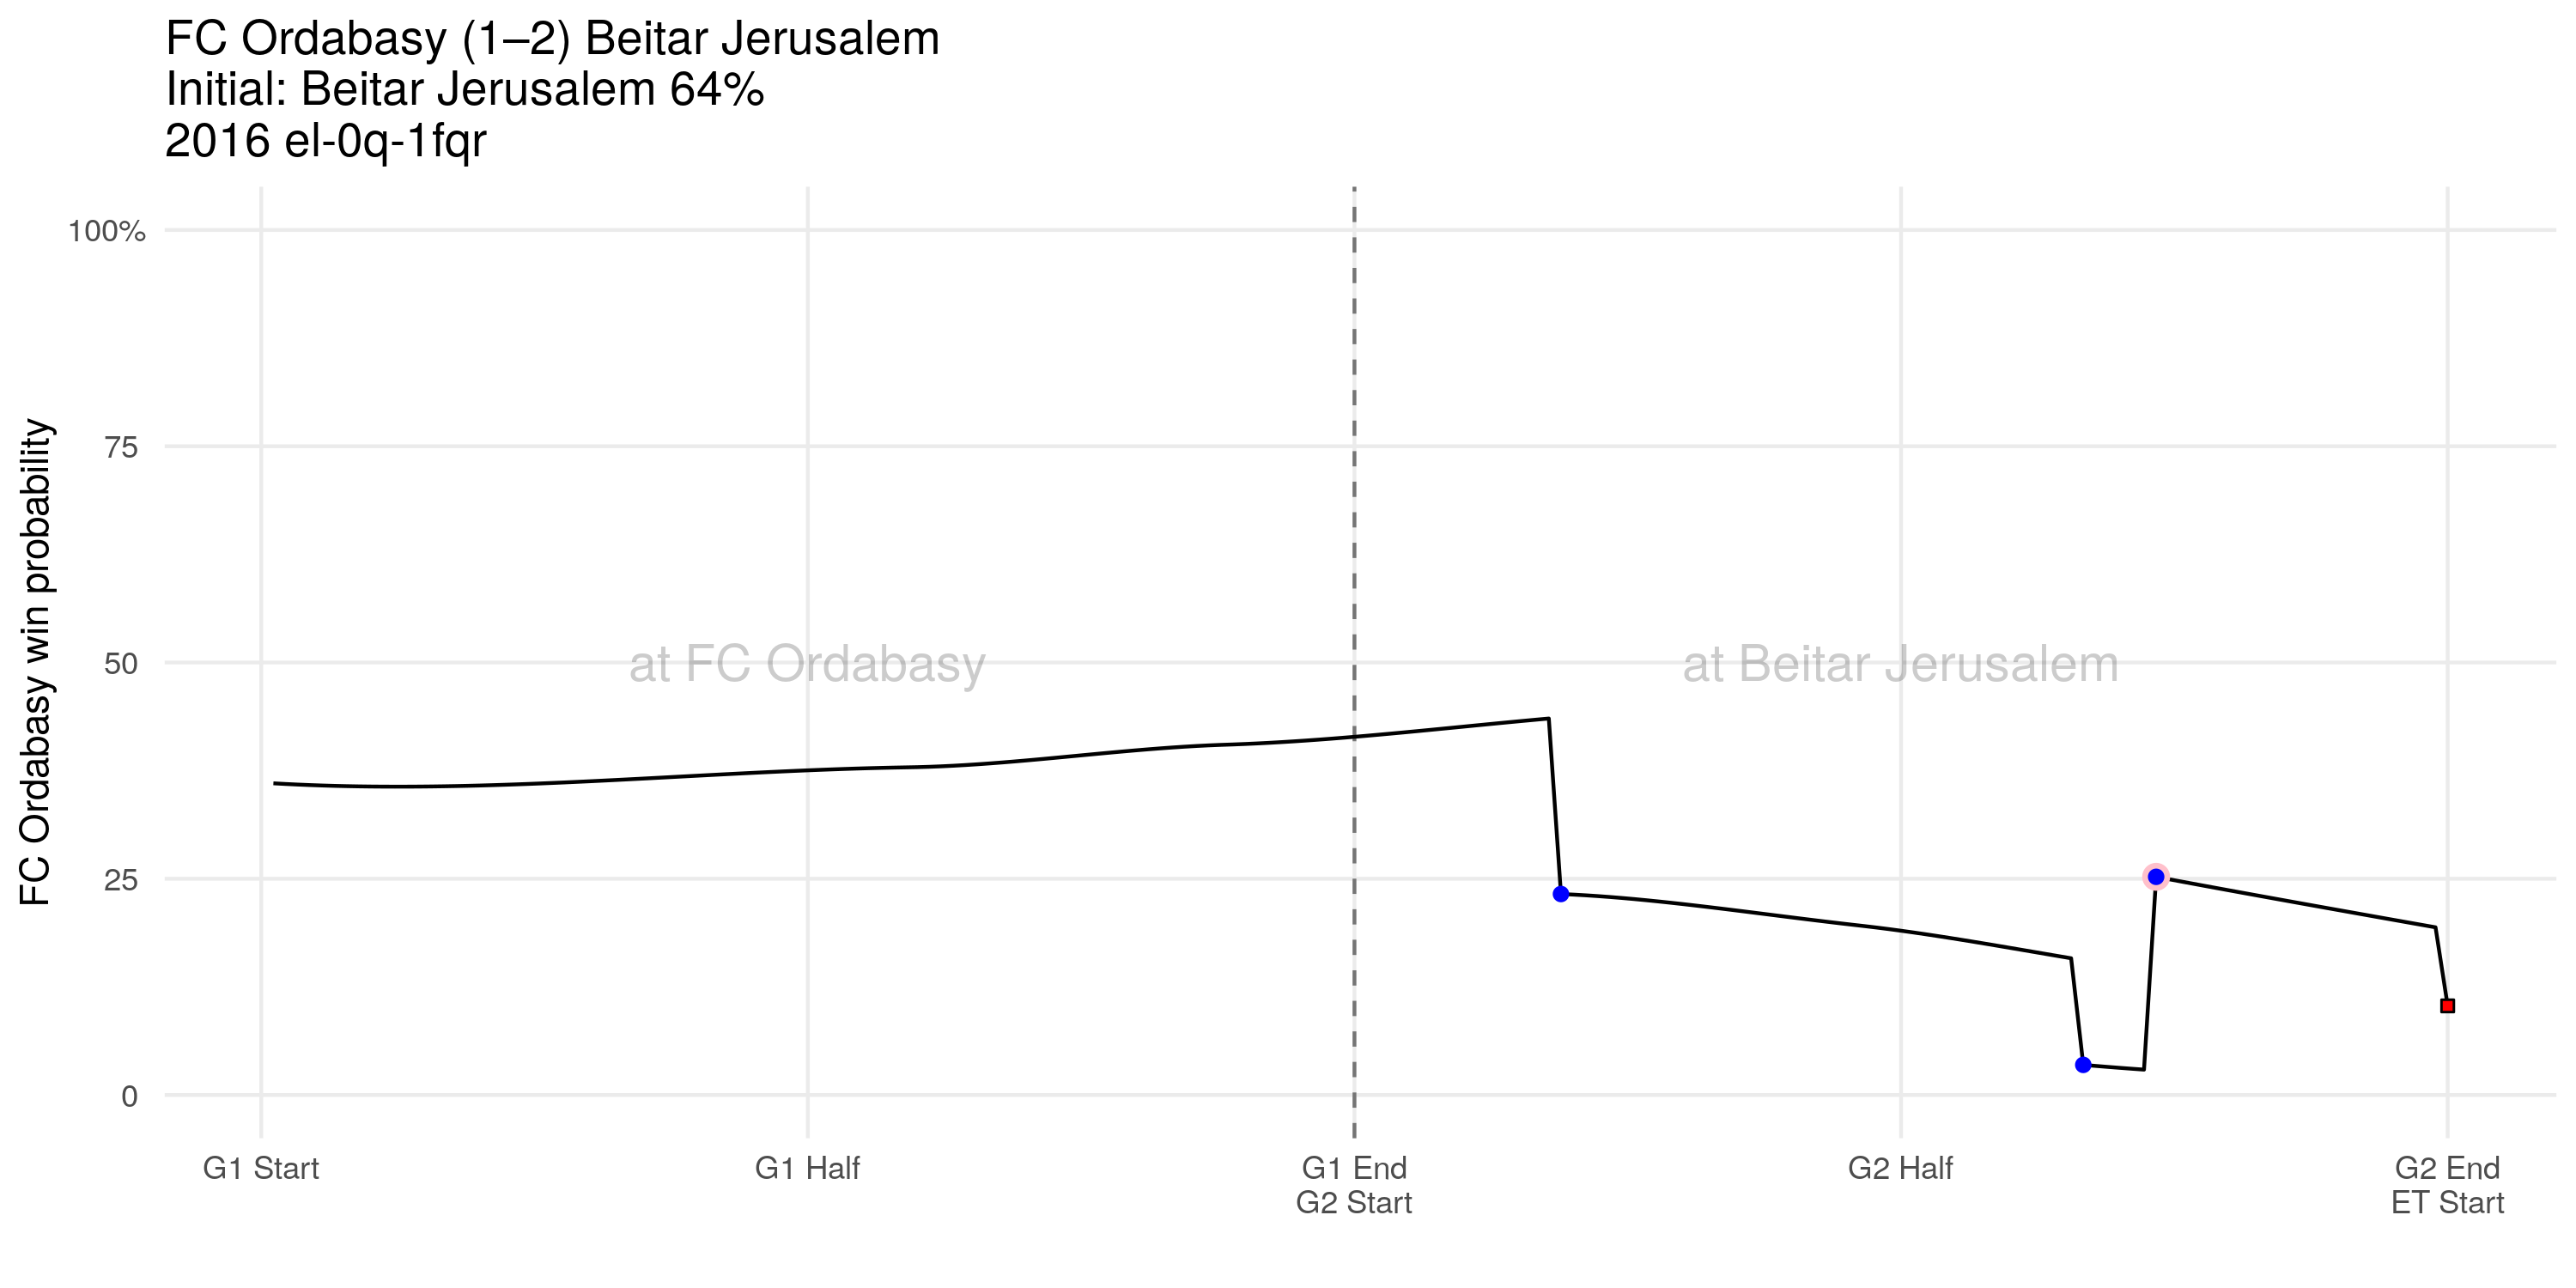 FC Ordabasy (1–2) Beitar Jerusalem
Initial: Beitar Jerusalem 64%
2016 el-0q-1fqr
FC Ordabasy win probability
100%
75
50
25
0
at FC Ordabasy
at Beitar Jerusalem
G1 Start
G1 Half
G1 End
G2 Start
G2 Half
G2 End
ET Start